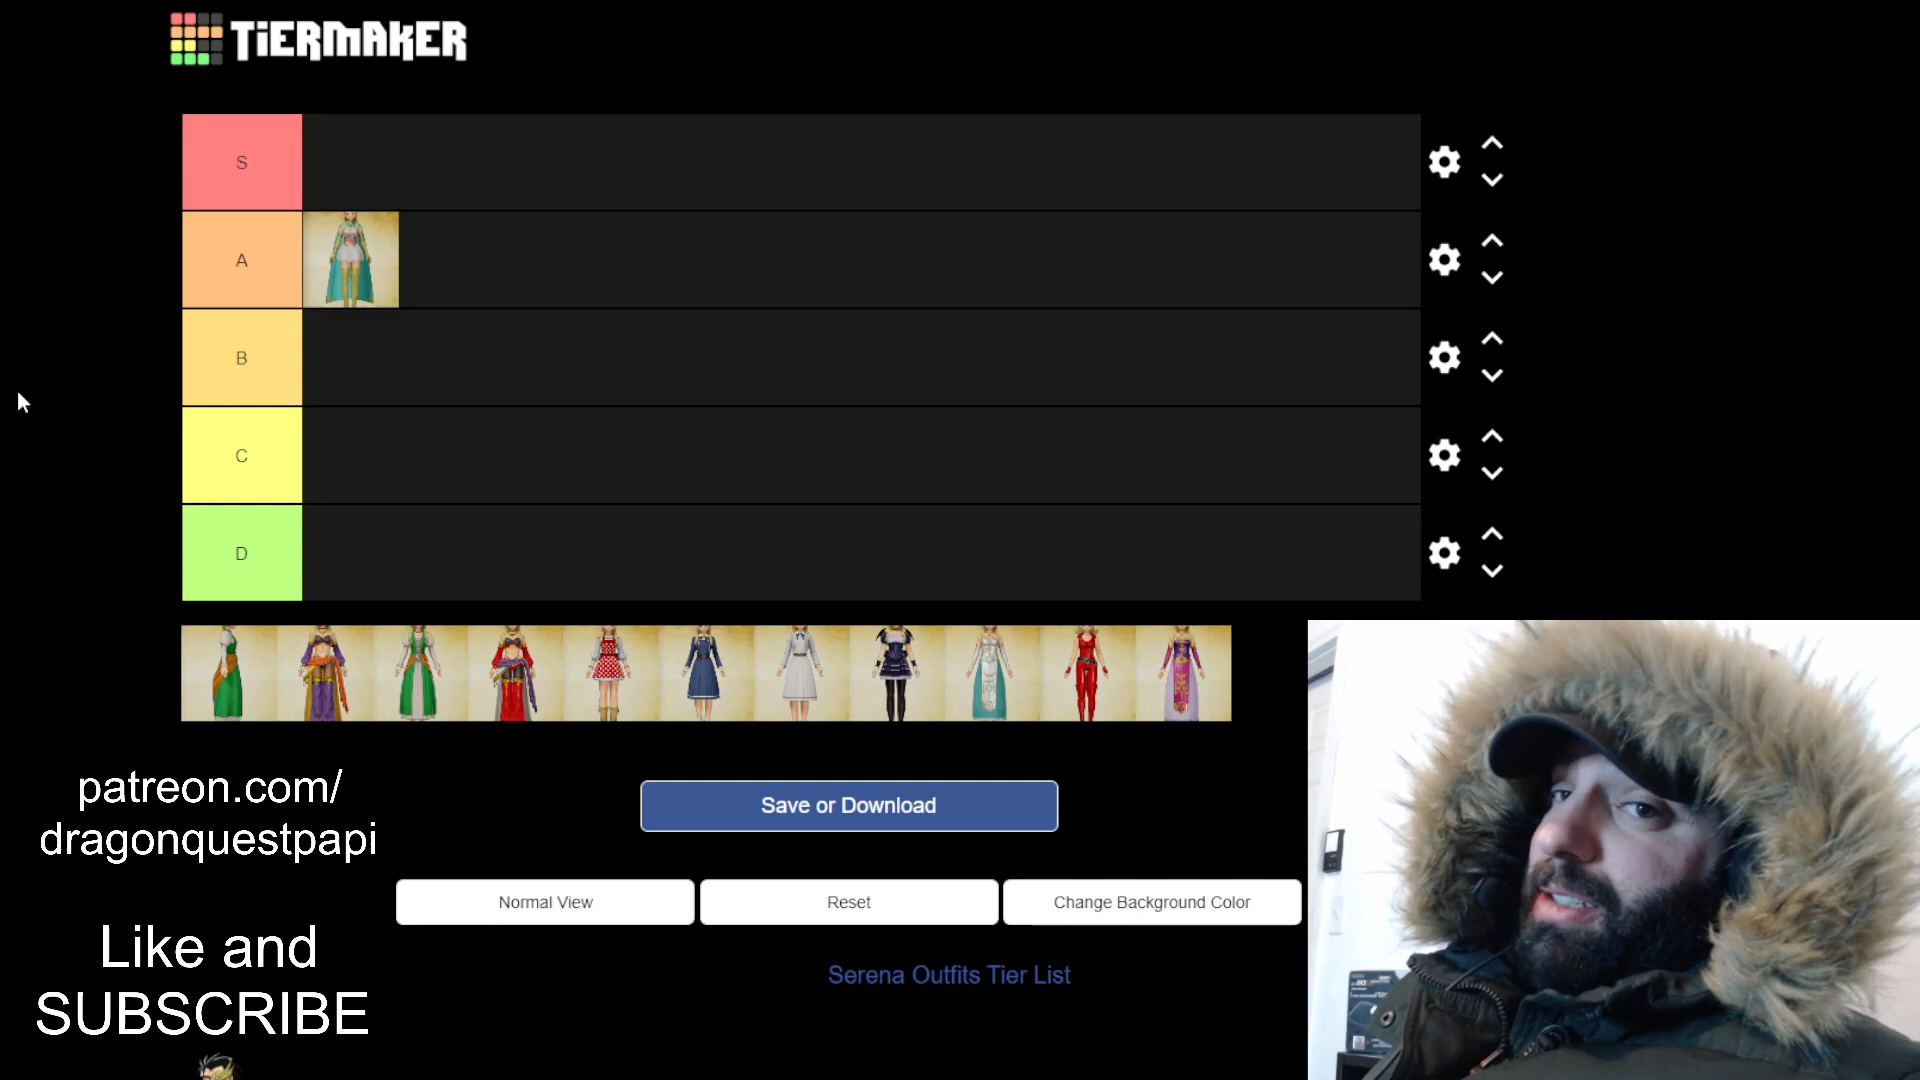 TiERMAKER
S
A
B
C
D
patreon.com/
dragonquestpapi
Save or Download
Normal View
Reset
Change Background Color
Like and
SUBSCRIBE
Serena Outfits Tier List